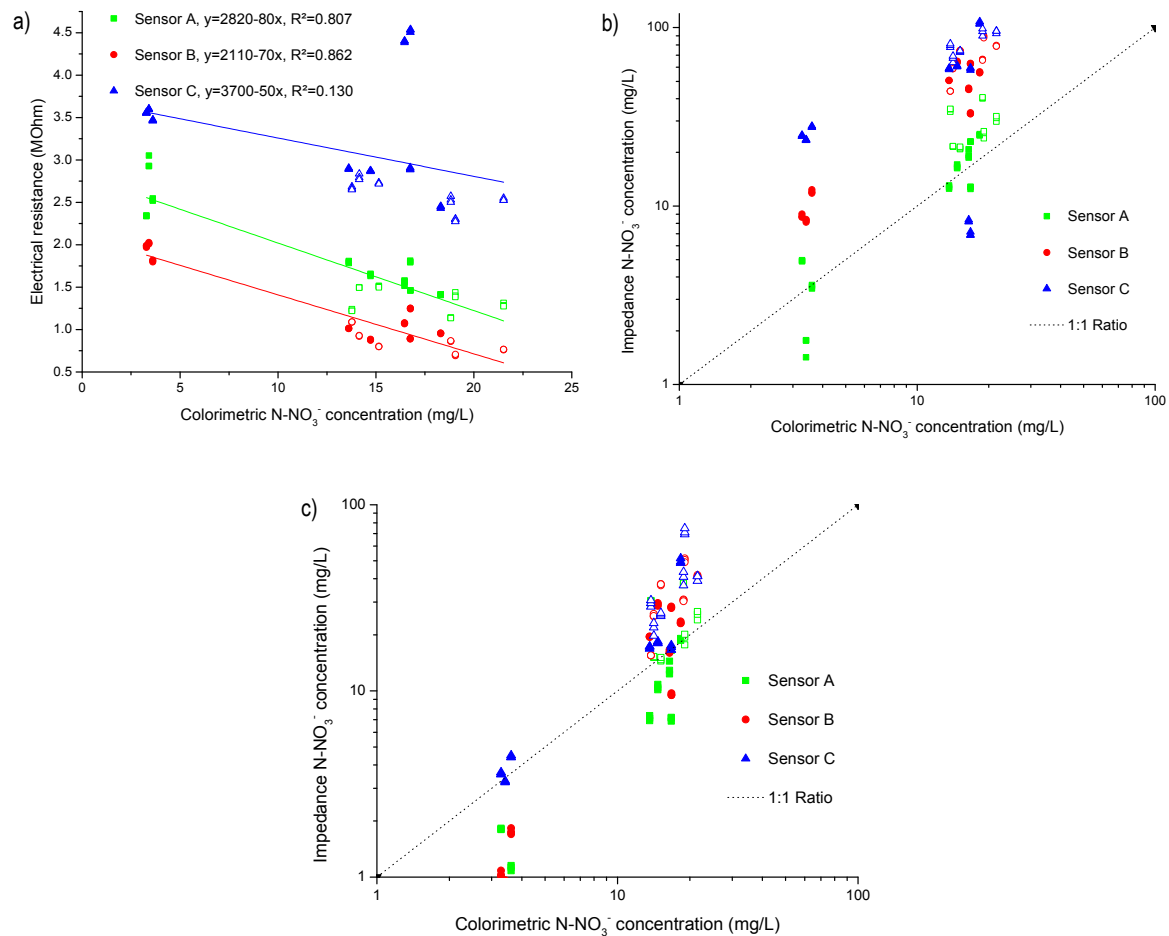 a)
Sensor A, y=2820-80x, R²=0.807
Sensor B, y=2110-70x, R²=0.862
Sensor C, y=3700-50x, R²=0.130
Electrical resistance (MOhm)
4.5
4.0
3.5
3.0
2.5
2.0
1.5
1.0
0.5
0 5 10 15 20 25
Colorimetric N-NO₃⁻ concentration (mg/L)
b)
Impedance N-NO₃⁻ concentration (mg/L)
100
10
1
Sensor A
Sensor B
Sensor C
1:1 Ratio
1 10 100
Colorimetric N-NO₃⁻ concentration (mg/L)
c)
Impedance N-NO₃⁻ concentration (mg/L)
100
10
1
Sensor A
Sensor B
Sensor C
1:1 Ratio
1 10 100
Colorimetric N-NO₃⁻ concentration (mg/L)